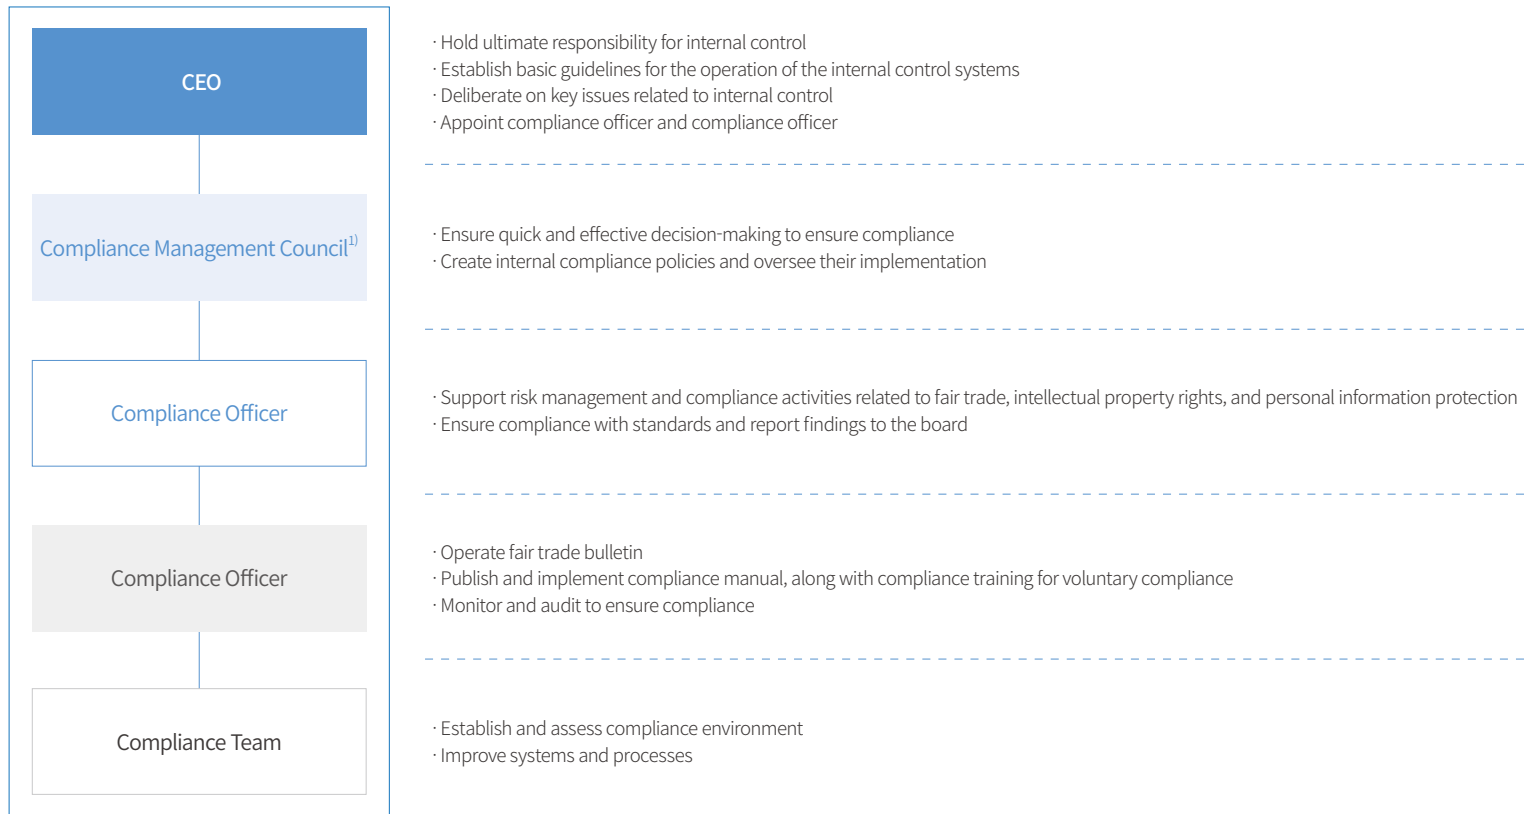 CEO
· Hold ultimate responsibility for internal control
· Establish basic guidelines for the operation of the internal control systems
· Deliberate on key issues related to internal control
· Appoint compliance officer and compliance officer
Compliance Management Council1)
· Ensure quick and effective decision-making to ensure compliance
· Create internal compliance policies and oversee their implementation
Compliance Officer
· Support risk management and compliance activities related to fair trade, intellectual property rights, and personal information protection
· Ensure compliance with standards and report findings to the board
Compliance Officer
· Operate fair trade bulletin
· Publish and implement compliance manual, along with compliance training for voluntary compliance
· Monitor and audit to ensure compliance
Compliance Team
· Establish and assess compliance environment
· Improve systems and processes